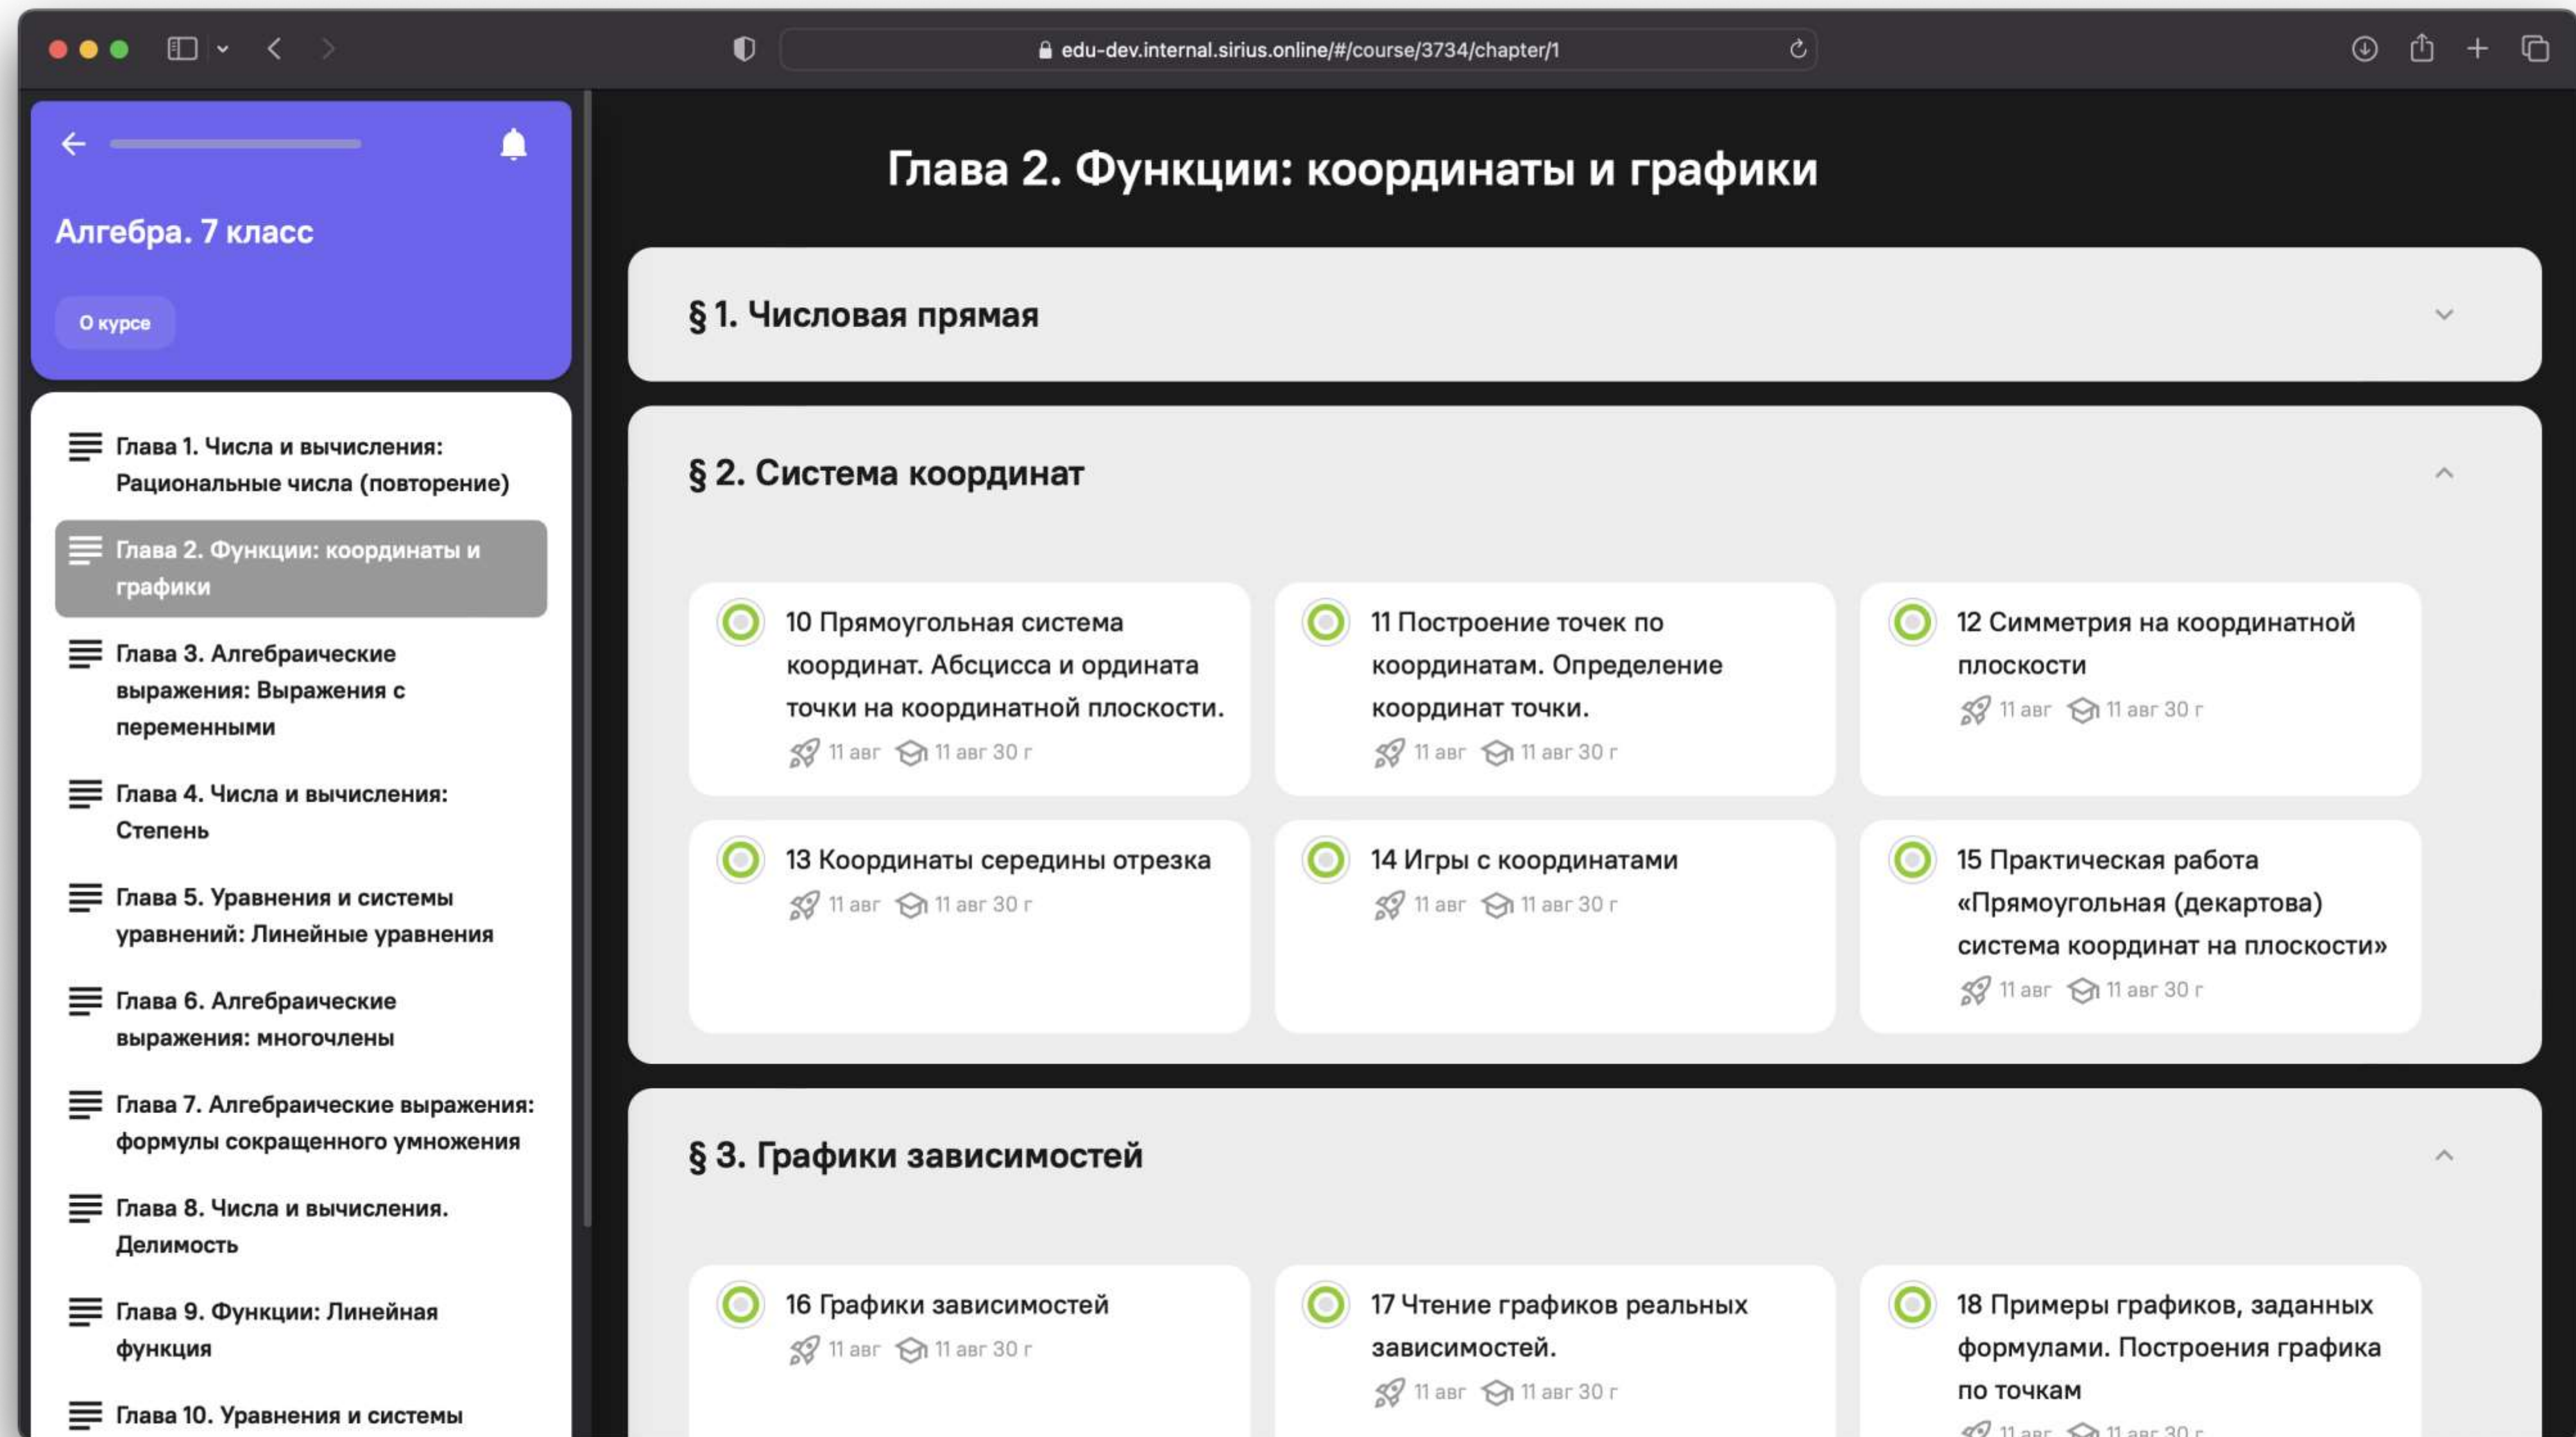 edu-dev.internal.sirius.online/#/course/3734/chapter/1
Алгебра. 7 класс
О курсе
Глава 1. Числа и вычисления:
Рациональные числа (повторение)
Глава 2. Функции: координаты и
графики
Глава 3. Алгебраические
выражения: Выражения с
переменными
Глава 4. Числа и вычисления:
Степень
Глава 5. Уравнения и системы
уравнений: Линейные уравнения
Глава 6. Алгебраические
выражения: многочлены
Глава 7. Алгебраические выражения:
формулы сокращенного умножения
Глава 8. Числа и вычисления.
Делимость
Глава 9. Функции: Линейная
функция
Глава 10. Уравнения и системы
Глава 2. Функции: координаты и графики
§ 1. Числовая прямая
§ 2. Система координат
10 Прямоугольная система
координат. Абсцисса и ордината
точки на координатной плоскости.
11 авг 11 авг 30 г
11 Построение точек по
координатам. Определение
координат точки.
11 авг 11 авг 30 г
12 Симметрия на координатной
плоскости
11 авг 11 авг 30 г
13 Координаты середины отрезка
11 авг 11 авг 30 г
14 Игры с координатами
11 авг 11 авг 30 г
15 Практическая работа
«Прямоугольная (декартова)
система координат на плоскости»
11 авг 11 авг 30 г
§ 3. Графики зависимостей
16 Графики зависимостей
11 авг 11 авг 30 г
17 Чтение графиков реальных
зависимостей.
11 авг 11 авг 30 г
18 Примеры графиков, заданных
формулами. Построения графика
по точкам
11 авг 11 авг 30 г